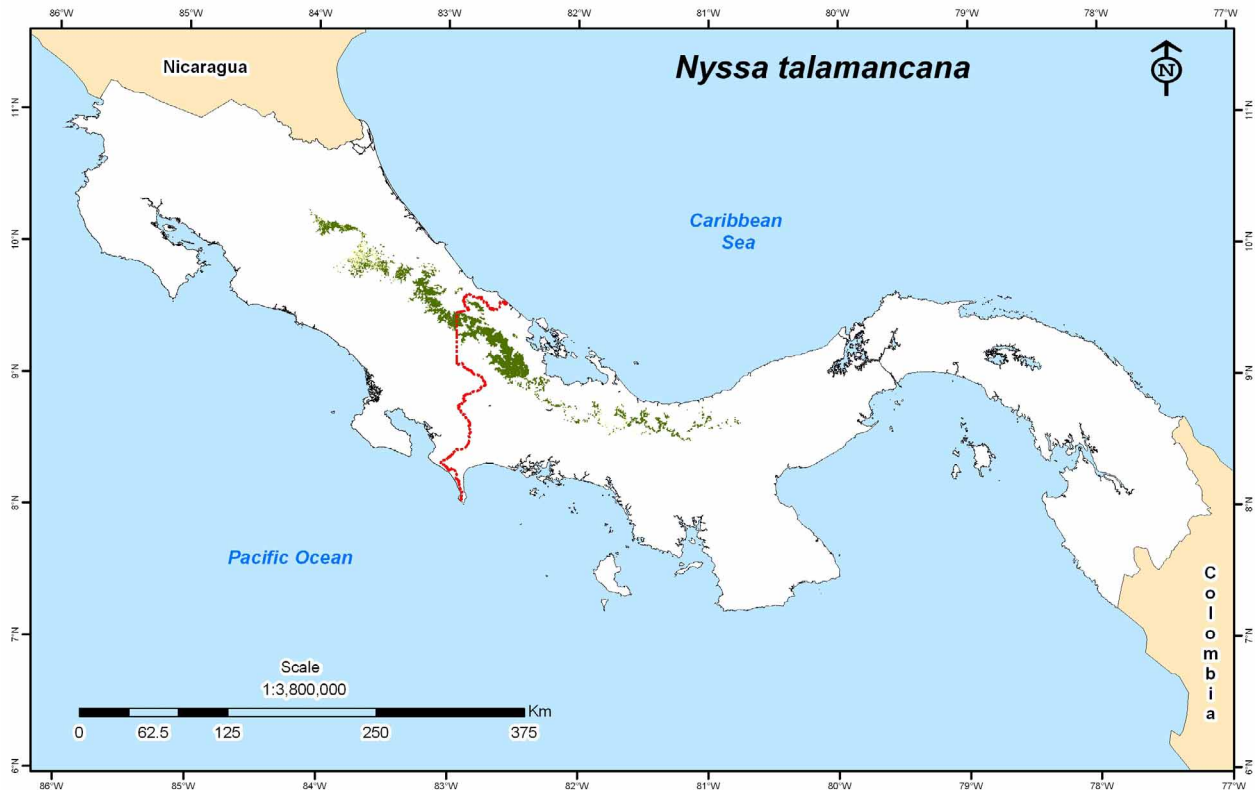 86°W 85°W 84°W 83°W 82°W 81°W 80°W 79°W 78°W 77°W
Nicaragua
Nyssa talamancana
N
11°N
11°N
Caribbean
Sea
10°N
10°N
9°N
9°N
8°N
8°N
Pacific Ocean
Colombia
7°N
7°N
Scale
1:3,800,000
Km
0 62.5 125 250 375
6°N
6°N
86°W 85°W 84°W 83°W 82°W 81°W 80°W 79°W 78°W 77°W